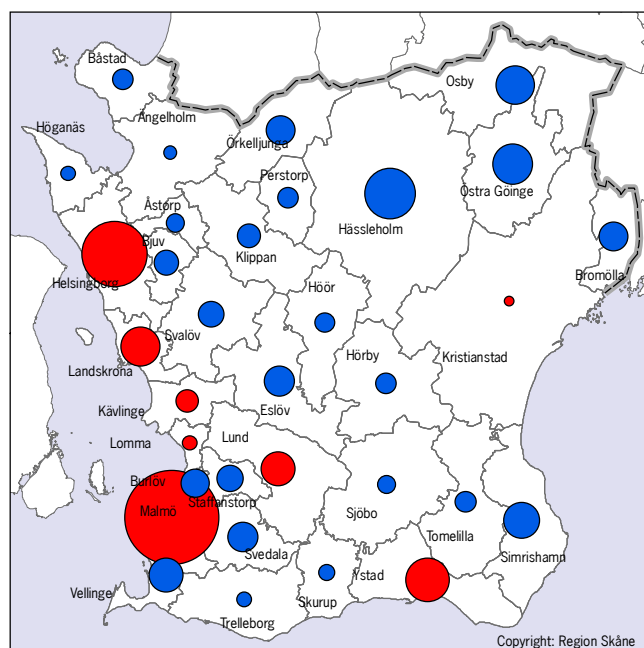 Båstad
Osby
Ängelholm
Höganäs
Örkelljunga
Perstorp
Östra Göinge
Åstorp
Hässleholm
Bjuv
Klippan
Bromölla
Helsingborg
Höör
Svalöv
Hörby
Kristianstad
Landskrona
Kävlinge
Eslöv
Lomma
Lund
Burlöv
Staffanstorp
Malmö
Sjöbo
Tomelilla
Svedala
Simrishamn
Ystad
Vellinge
Skurup
Trelleborg
Copyright: Region Skåne